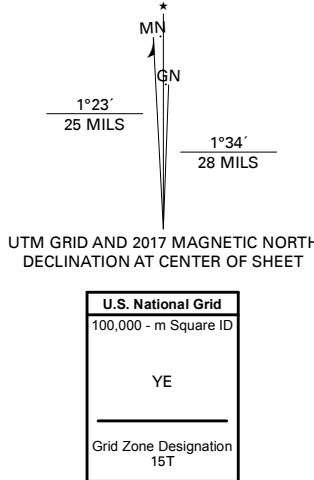 MN
GN
1°23´
25 MILS
1°34´
28 MILS
UTM GRID AND 2017 MAGNETIC NORTH
DECLINATION AT CENTER OF SHEET
U.S. National Grid
100,000 - m Square ID
YE
Grid Zone Designation
15T